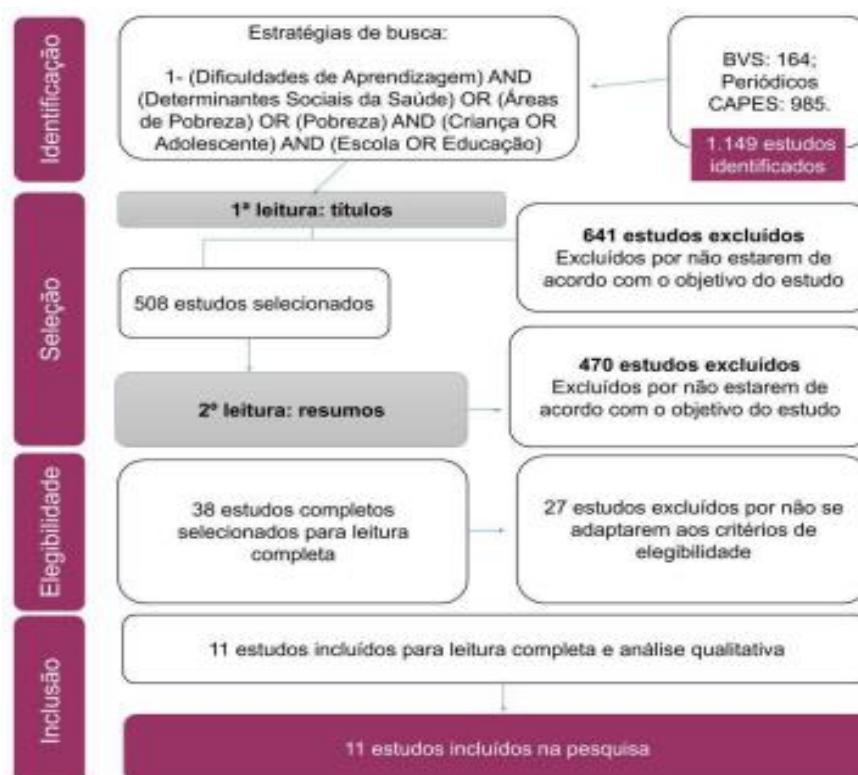 Identificação
Estratégias de busca:
1- (Dificuldades de Aprendizagem) AND
(Determinantes Sociais da Saúde) OR (Áreas
de Pobreza) OR (Pobreza) AND (Criança OR
Adolescente) AND (Escola OR Educação)
BVS: 164;
Periódicos
CAPES: 985.
1.149 estudos
identificados
Seleção
1ª leitura: títulos
641 estudos excluídos
Excluídos por não estarem de
acordo com o objetivo do estudo
508 estudos selecionados
470 estudos excluídos
Excluídos por não estarem de
acordo com o objetivo do estudo
2º leitura: resumos
Elegibilidade
38 estudos completos
selecionados para leitura
completa
27 estudos excluídos por não se
adaptarem aos critérios de
elegibilidade
Inclusão
11 estudos incluídos para leitura completa e análise qualitativa
11 estudos incluídos na pesquisa